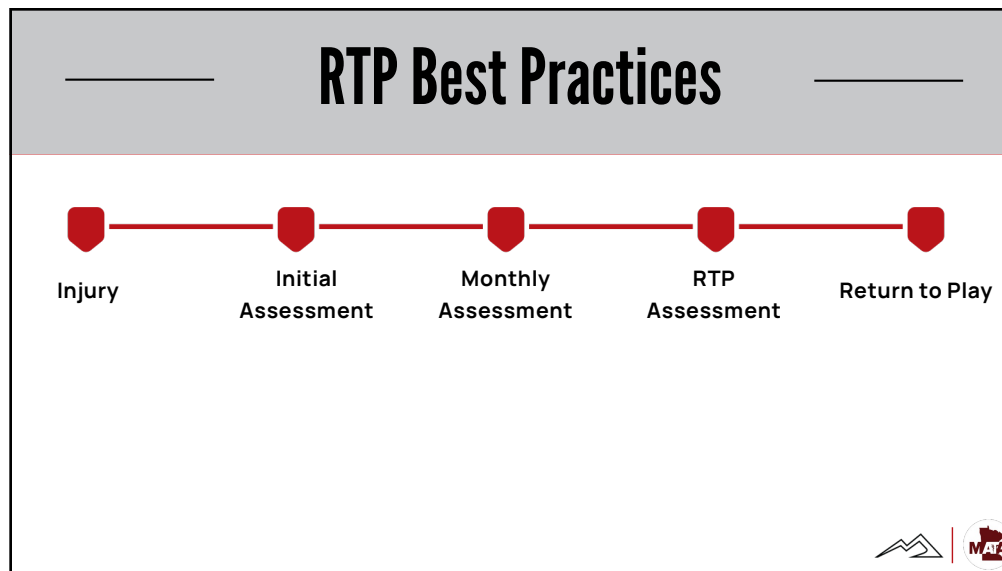 RTP Best Practices
Injury
Initial
Assessment
Monthly
Assessment
RTP
Assessment
Return to Play